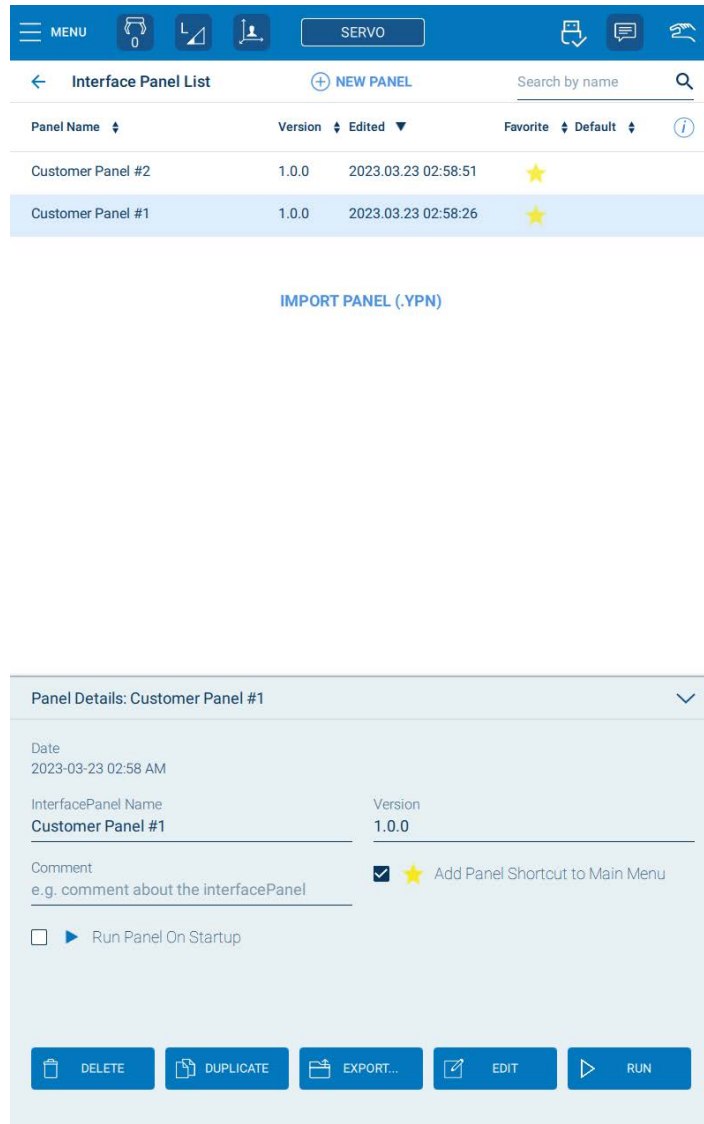 MENU 0 L SERVO
Interface Panel List NEW PANEL Search by name
Panel Name Version Edited Favorite Default i
Customer Panel #2 1.0.0 2023.03.23 02:58:51
Customer Panel #1 1.0.0 2023.03.23 02:58:26
IMPORT PANEL (.YPN)
Panel Details: Customer Panel #1
Date
2023-03-23 02:58 AM
InterfacePanel Name Version
Customer Panel #1 1.0.0
Comment
e.g. comment about the interfacePanel
Add Panel Shortcut to Main Menu
Run Panel On Startup
DELETE DUPLICATE EXPORT... EDIT RUN